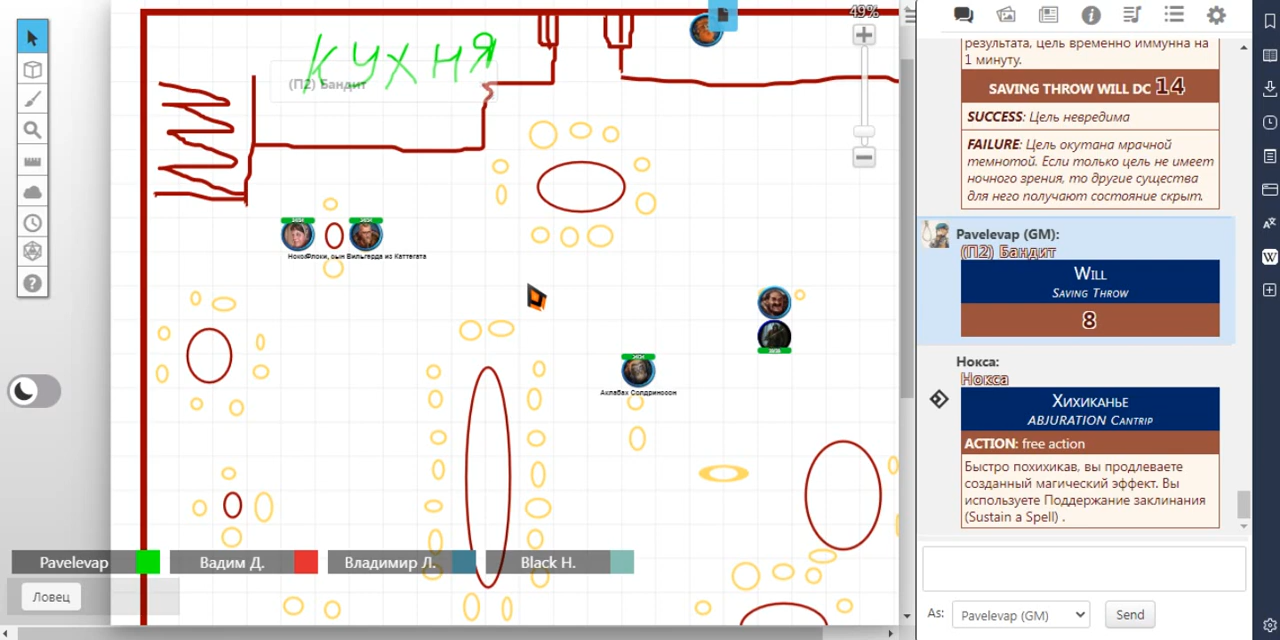 49%
КУХНЯ
(П2) Бандит
Вильгерда из Каттегата
Аклабах Солдринссон
Pavelevap
Вадим Д.
Владимир Л.
Black H.
Ловец
результата, цель временно иммунна на
1 минуту.
SAVING THROW WILL DC 14
SUCCESS: Цель невредима
FAILURE: Цель окутана мрачной
темнотой. Если только цель не имеет
ночного зрения, то другие существа
для него получают состояние скрыт.
Pavelevap (GM):
(П2) Бандит
WILL
SAVING THROW
8
Нокса:
Нокса
ХИХИКАНЬЕ
ABJURATION CANTRIP
ACTION: free action
Быстро похихикав, вы продлеваете
созданный магический эффект. Вы
используете Поддержание заклинания
(Sustain a Spell) .
As:
Pavelevap (GM)
Send